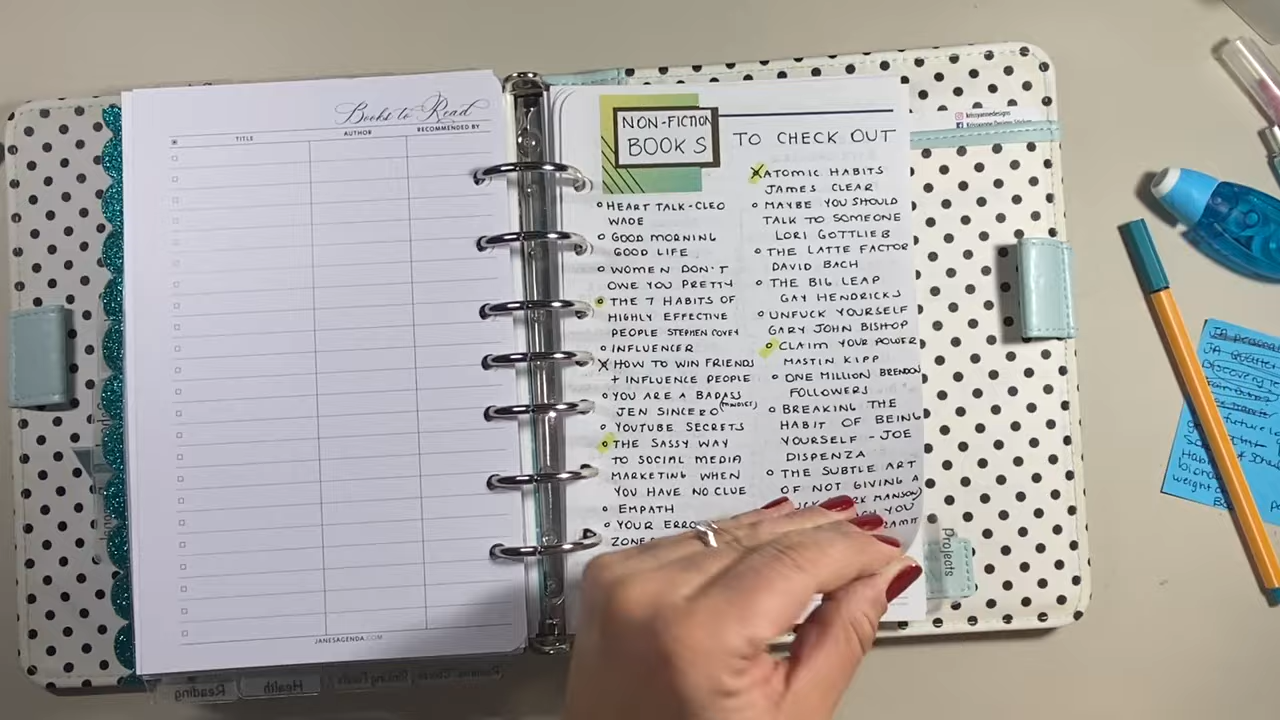 Books to Read
TITLE AUTHOR RECOMMENDED BY
JANESAGENDA.COM
Reading Health
NON-FICTION
BOOKS
TO CHECK OUT
HEART TALK - CLEO
WADE
GOOD MORNING
GOOD LIFE
WOMEN DON'T
OWE YOU PRETTY
THE 7 HABITS OF
HIGHLY EFFECTIVE
PEOPLE STEPHEN COVEY
INFLUENCER
HOW TO WIN FRIENDS
+ INFLUENCE PEOPLE
YOU ARE A BADASS
JEN SINCERO
YOUTUBE SECRETS
THE SASSY WAY
TO SOCIAL MEDIA
MARKETING WHEN
YOU HAVE NO CLUE
EMPATH
YOUR
ATOMIC HABITS
JAMES CLEAR
MAYBE YOU SHOULD
TALK TO SOMEONE
LORI GOTTLIEB
THE LATTE FACTOR
DAVID BACH
THE BIG LEAP
GAY HENDRICKS
UNFUCK YOURSELF
GARY JOHN BISHOP
CLAIM YOUR POWER
MASTIN KIPP
ONE MILLION BRENDON
FOLLOWERS
BREAKING THE
HABIT OF BEING
YOURSELF - JOE
DISPENZA
THE SUBTLE ART
OF NOT GIVING A
MANSON)
YOU
RAMIT
krissyannedesigns
Projects